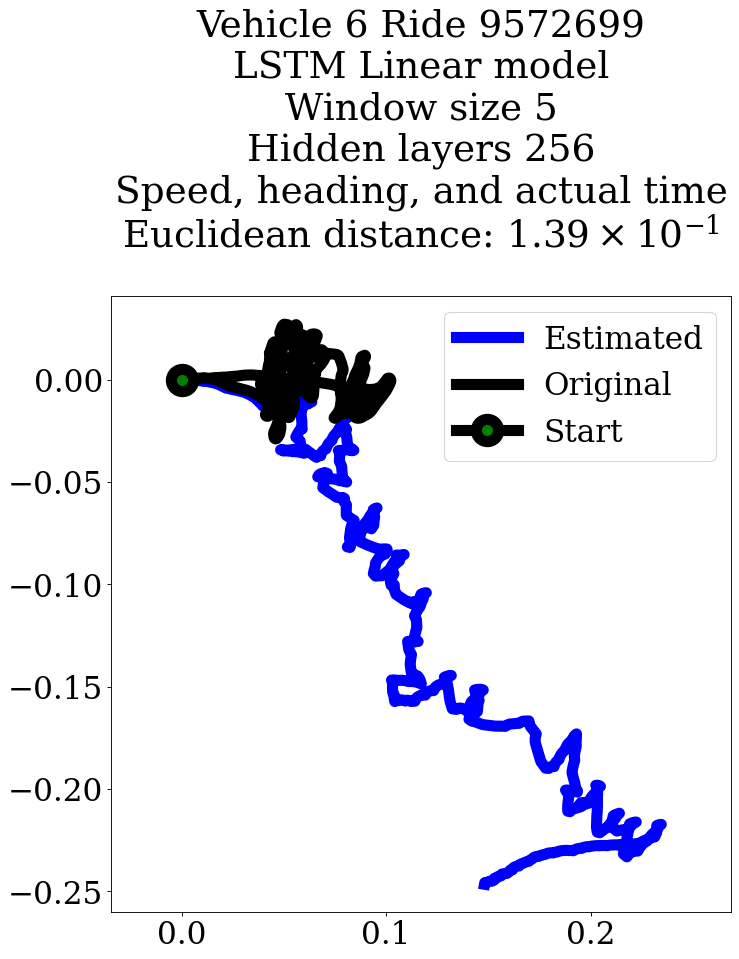 Vehicle 6 Ride 9572699
LSTM Linear model
Window size 5
Hidden layers 256
Speed, heading, and actual time
Euclidean distance: 1.39 × 10⁻¹
Estimated
Original
Start
0.00
−0.05
−0.10
−0.15
−0.20
−0.25
0.0 0.1 0.2